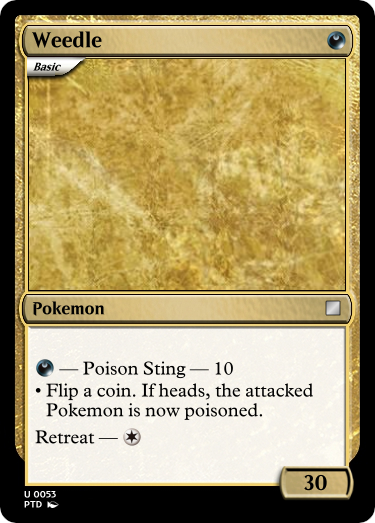 Weedle
Basic
Pokemon
— Poison Sting — 10
• Flip a coin. If heads, the attacked
Pokemon is now poisoned.
Retreat —
30
U 0053
PTD